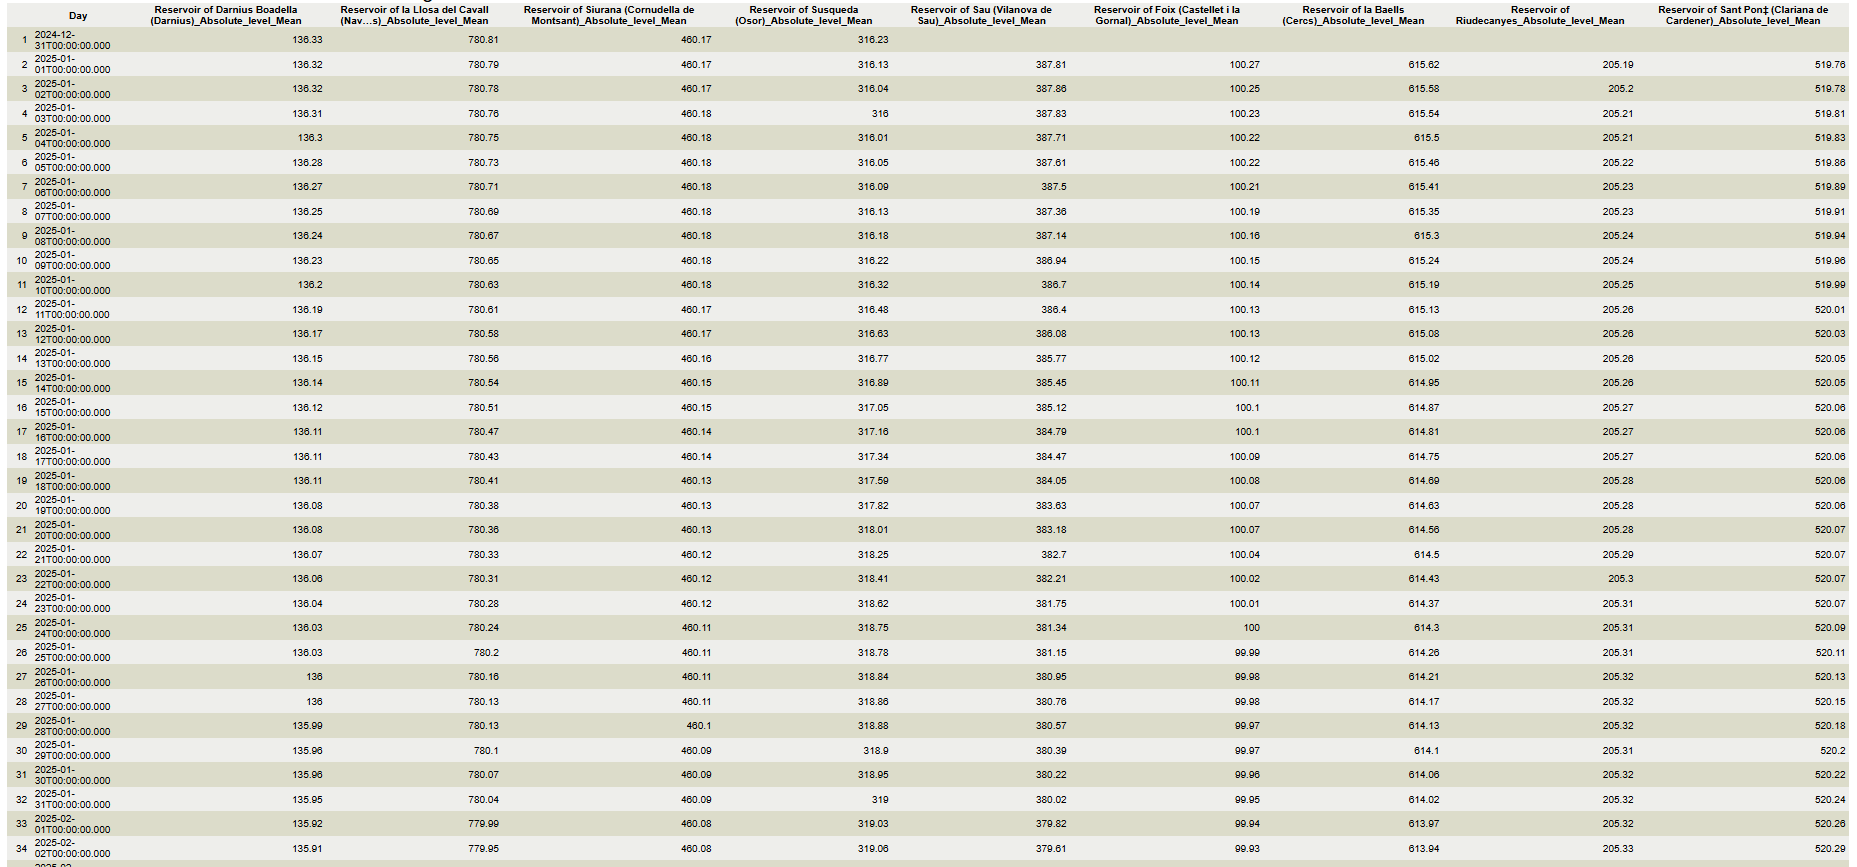 Day Reservoir of Darnius Boadella (Darnius)_Absolute_level_Mean Reservoir of la Llosa del Cavall (Nav...s)_Absolute_level_Mean Reservoir of Siurana (Cornudella de Montsant)_Absolute_level_Mean Reservoir of Susqueda (Osor)_Absolute_level_Mean Reservoir of Sau (Vilanova de Sau)_Absolute_level_Mean Reservoir of Foix (Castellet i la Gornal)_Absolute_level_Mean Reservoir of la Baells (Cercs)_Absolute_level_Mean Reservoir of Riudecanyes_Absolute_level_Mean Reservoir of Sant Pon‡ (Clariana de Cardener)_Absolute_level_Mean
1 2024-12-31T00:00:00.000 136.33 780.81 460.17 316.23
2 2025-01-01T00:00:00.000 136.32 780.79 460.17 316.13 387.81 100.27 615.62 205.19 519.76
3 2025-01-02T00:00:00.000 136.32 780.78 460.17 316.04 387.86 100.25 615.58 205.2 519.78
4 2025-01-03T00:00:00.000 136.31 780.76 460.18 316 387.83 100.23 615.54 205.21 519.81
5 2025-01-04T00:00:00.000 136.3 780.75 460.18 316.01 387.71 100.22 615.5 205.21 519.83
6 2025-01-05T00:00:00.000 136.28 780.73 460.18 316.05 387.61 100.22 615.46 205.22 519.86
7 2025-01-06T00:00:00.000 136.27 780.71 460.18 316.09 387.5 100.21 615.41 205.23 519.89
8 2025-01-07T00:00:00.000 136.25 780.69 460.18 316.13 387.36 100.19 615.35 205.23 519.91
9 2025-01-08T00:00:00.000 136.24 780.67 460.18 316.18 387.14 100.16 615.3 205.24 519.94
10 2025-01-09T00:00:00.000 136.23 780.65 460.18 316.22 386.94 100.15 615.24 205.24 519.96
11 2025-01-10T00:00:00.000 136.2 780.63 460.18 316.32 386.7 100.14 615.19 205.25 519.99
12 2025-01-11T00:00:00.000 136.19 780.61 460.17 316.48 386.4 100.13 615.13 205.26 520.01
13 2025-01-12T00:00:00.000 136.17 780.58 460.17 316.63 386.08 100.13 615.08 205.26 520.03
14 2025-01-13T00:00:00.000 136.15 780.56 460.16 316.77 385.77 100.12 615.02 205.26 520.05
15 2025-01-14T00:00:00.000 136.14 780.54 460.15 316.89 385.45 100.11 614.95 205.26 520.05
16 2025-01-15T00:00:00.000 136.12 780.51 460.15 317.05 385.12 100.1 614.87 205.27 520.06
17 2025-01-16T00:00:00.000 136.11 780.47 460.14 317.16 384.79 100.1 614.81 205.27 520.06
18 2025-01-17T00:00:00.000 136.11 780.43 460.14 317.34 384.47 100.09 614.75 205.27 520.06
19 2025-01-18T00:00:00.000 136.11 780.41 460.13 317.59 384.05 100.08 614.69 205.28 520.06
20 2025-01-19T00:00:00.000 136.08 780.38 460.13 317.82 383.63 100.07 614.63 205.28 520.06
21 2025-01-20T00:00:00.000 136.08 780.36 460.13 318.01 383.18 100.07 614.56 205.28 520.07
22 2025-01-21T00:00:00.000 136.07 780.33 460.12 318.25 382.7 100.04 614.5 205.29 520.07
23 2025-01-22T00:00:00.000 136.06 780.31 460.12 318.41 382.21 100.02 614.43 205.3 520.07
24 2025-01-23T00:00:00.000 136.04 780.28 460.12 318.62 381.75 100.01 614.37 205.31 520.07
25 2025-01-24T00:00:00.000 136.03 780.24 460.11 318.75 381.34 100 614.3 205.31 520.09
26 2025-01-25T00:00:00.000 136.03 780.2 460.11 318.78 381.15 99.99 614.26 205.31 520.11
27 2025-01-26T00:00:00.000 136 780.16 460.11 318.84 380.95 99.98 614.21 205.32 520.13
28 2025-01-27T00:00:00.000 136 780.13 460.11 318.86 380.76 99.98 614.17 205.32 520.15
29 2025-01-28T00:00:00.000 135.99 780.13 460.1 318.88 380.57 99.97 614.13 205.32 520.18
30 2025-01-29T00:00:00.000 135.96 780.1 460.09 318.9 380.39 99.97 614.1 205.31 520.2
31 2025-01-30T00:00:00.000 135.96 780.07 460.09 318.95 380.22 99.96 614.06 205.32 520.22
32 2025-01-31T00:00:00.000 135.95 780.04 460.09 319 380.02 99.95 614.02 205.32 520.24
33 2025-02-01T00:00:00.000 135.92 779.99 460.08 319.03 379.82 99.94 613.97 205.32 520.26
34 2025-02-02T00:00:00.000 135.91 779.95 460.08 319.06 379.61 99.93 613.94 205.33 520.29